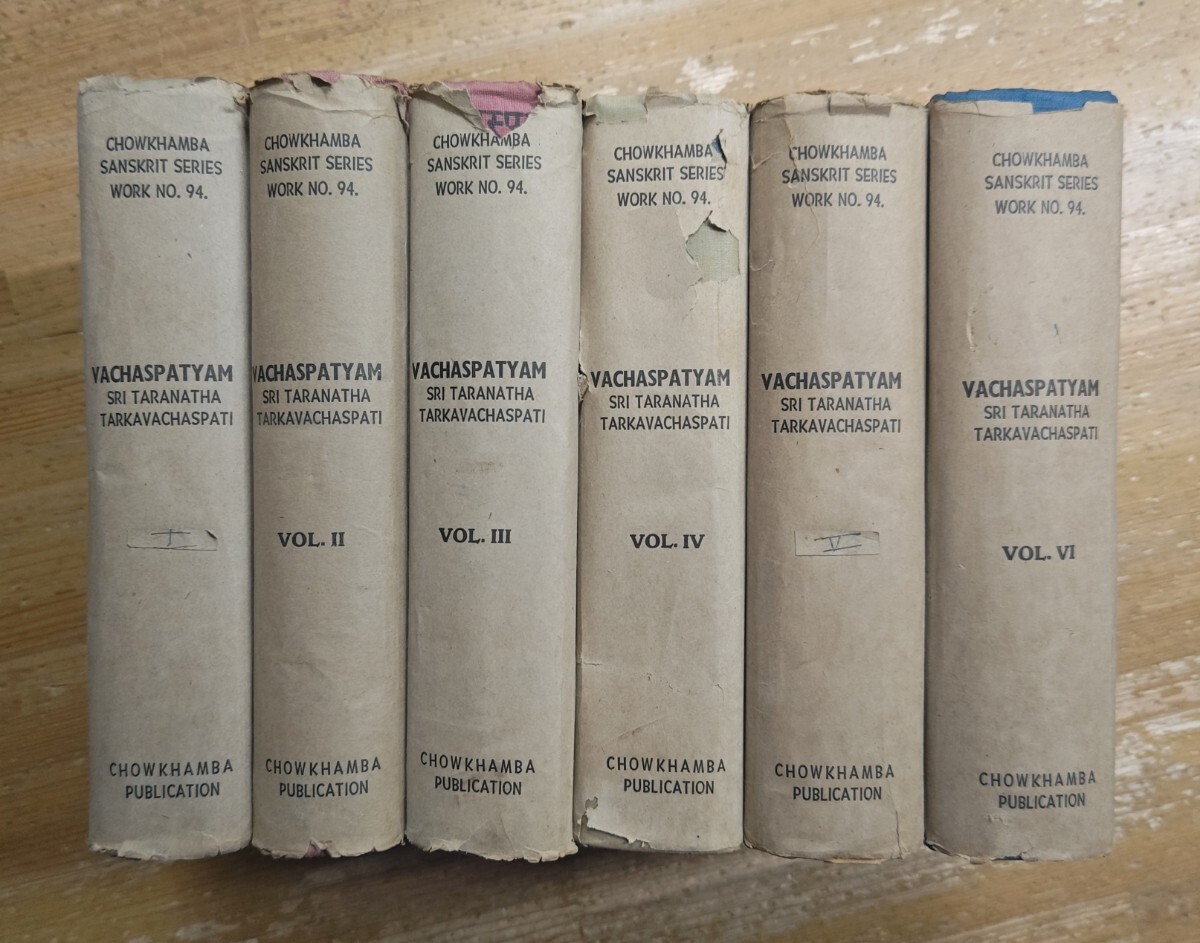 CHOWKHAMBA
SANSKRIT SERIES
WORK NO. 94.
VACHASPATYAM
SRI TARANATHA
TARKAVACHASPATI
I
CHOWKHAMBA
PUBLICATION
CHOWKHAMBA
SANSKRIT SERIES
WORK NO. 94.
VACHASPATYAM
SRI TARANATHA
TARKAVACHASPATI
VOL. II
CHOWKHAMBA
PUBLICATION
CHOWKHAMBA
SANSKRIT SERIES
WORK NO. 94.
VACHASPATYAM
SRI TARANATHA
TARKAVACHASPATI
VOL. III
CHOWKHAMBA
PUBLICATION
CHOWKHAMBA
SANSKRIT SERIES
WORK NO. 94.
VACHASPATYAM
SRI TARANATHA
TARKAVACHASPATI
VOL. IV
CHOWKHAMBA
PUBLICATION
CHOWKHAMBA
SANSKRIT SERIES
WORK NO. 94.
VACHASPATYAM
SRI TARANATHA
TARKAVACHASPATI
V
CHOWKHAMBA
PUBLICATION
CHOWKHAMBA
SANSKRIT SERIES
WORK NO. 94.
VACHASPATYAM
SRI TARANATHA
TARKAVACHASPATI
VOL. VI
CHOWKHAMBA
PUBLICATION